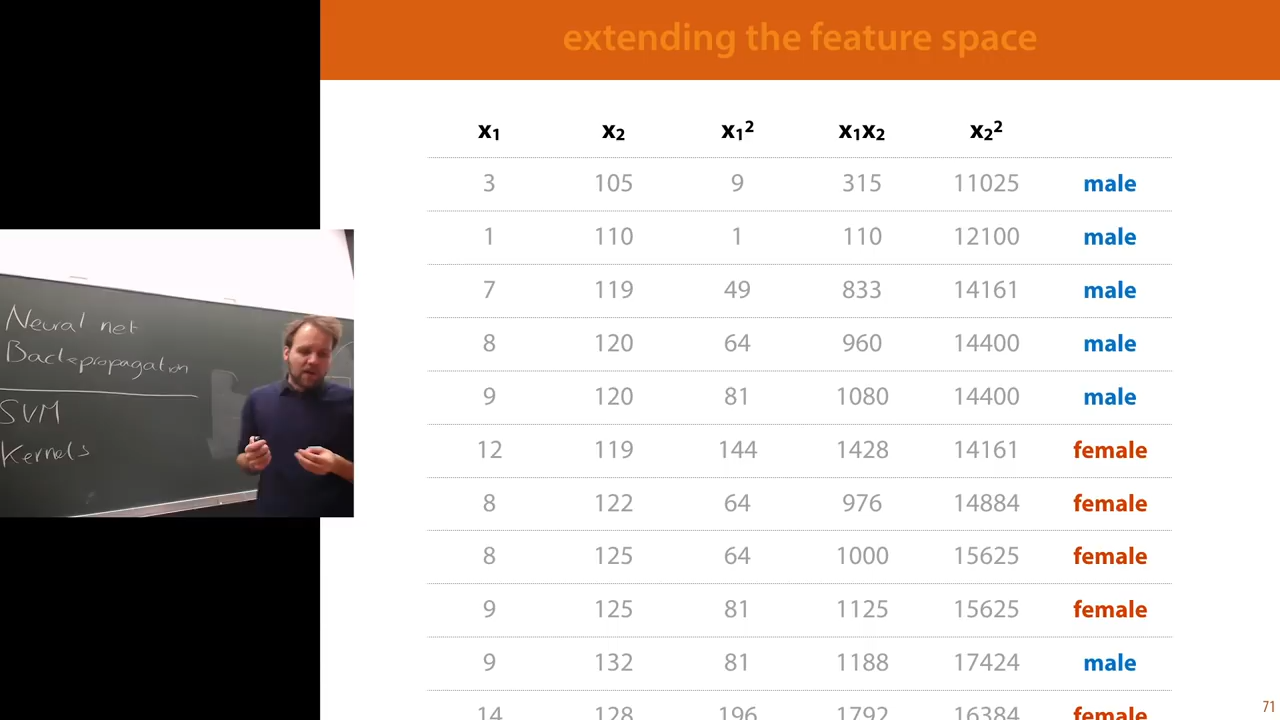 extending the feature space
x₁ x₂ x₁² x₁x₂ x₂²
3 105 9 315 11025 male
1 110 1 110 12100 male
7 119 49 833 14161 male
8 120 64 960 14400 male
9 120 81 1080 14400 male
12 119 144 1428 14161 female
8 122 64 976 14884 female
8 125 64 1000 15625 female
9 125 81 1125 15625 female
9 132 81 1188 17424 male
14 128 196 1792 16384 female
71
Neural net
Backpropagation
SVM
Kernels